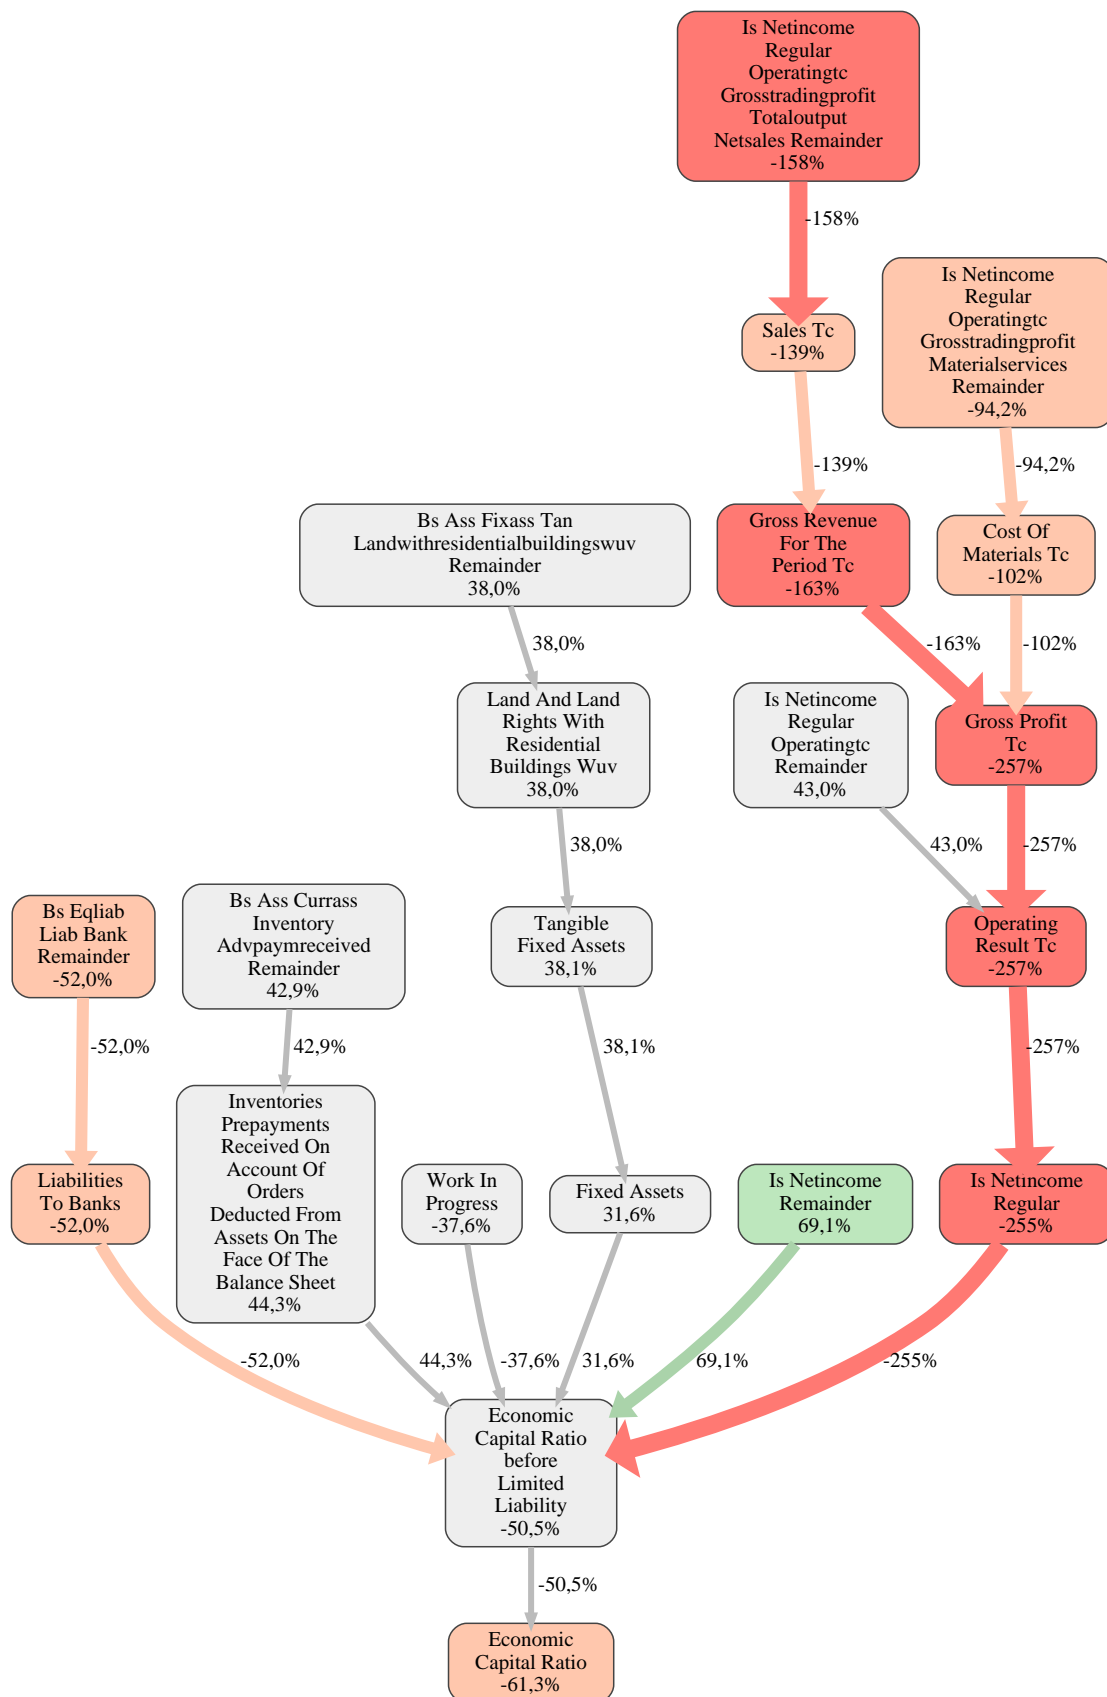 Is Netincome
Regular
Operatingtc
Grosstradingprofit
Totaloutput
Netsales Remainder
-158%
-158%
Is Netincome
Regular
Operatingtc
Grosstradingprofit
Materialservices
Remainder
-94,2%
Sales Tc
-139%
-139%
-94,2%
Bs Ass Fixass Tan
Landwithresidentialbuildingswuv
Remainder
38,0%
Gross Revenue
For The
Period Tc
-163%
Cost Of
Materials Tc
-102%
38,0%
-163%
-102%
Land And Land
Rights With
Residential
Buildings Wuv
38,0%
Is Netincome
Regular
Operatingtc
Remainder
43,0%
Gross Profit
Tc
-257%
38,0%
43,0%
-257%
Bs Eqliab
Liab Bank
Remainder
-52,0%
Bs Ass Currass
Inventory
Advpaymreceived
Remainder
42,9%
Tangible
Fixed Assets
38,1%
Operating
Result Tc
-257%
-52,0%
42,9%
38,1%
-257%
Liabilities
To Banks
-52,0%
Inventories
Prepayments
Received On
Account Of
Orders
Deducted From
Assets On The
Face Of The
Balance Sheet
44,3%
Work In
Progress
-37,6%
Fixed Assets
31,6%
Is Netincome
Remainder
69,1%
Is Netincome
Regular
-255%
-52,0%
44,3%
-37,6%
31,6%
69,1%
-255%
Economic
Capital Ratio
before
Limited
Liability
-50,5%
-50,5%
Economic
Capital Ratio
-61,3%